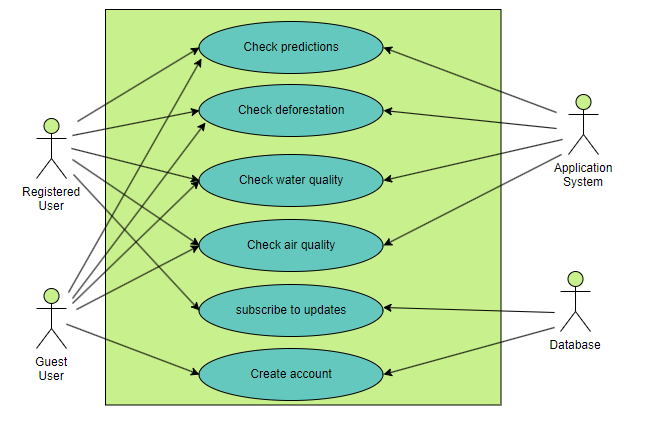 Check predictions
Check deforestation
Check water quality
Check air quality
subscribe to updates
Create account
Registered
User
Guest
User
Application
System
Database